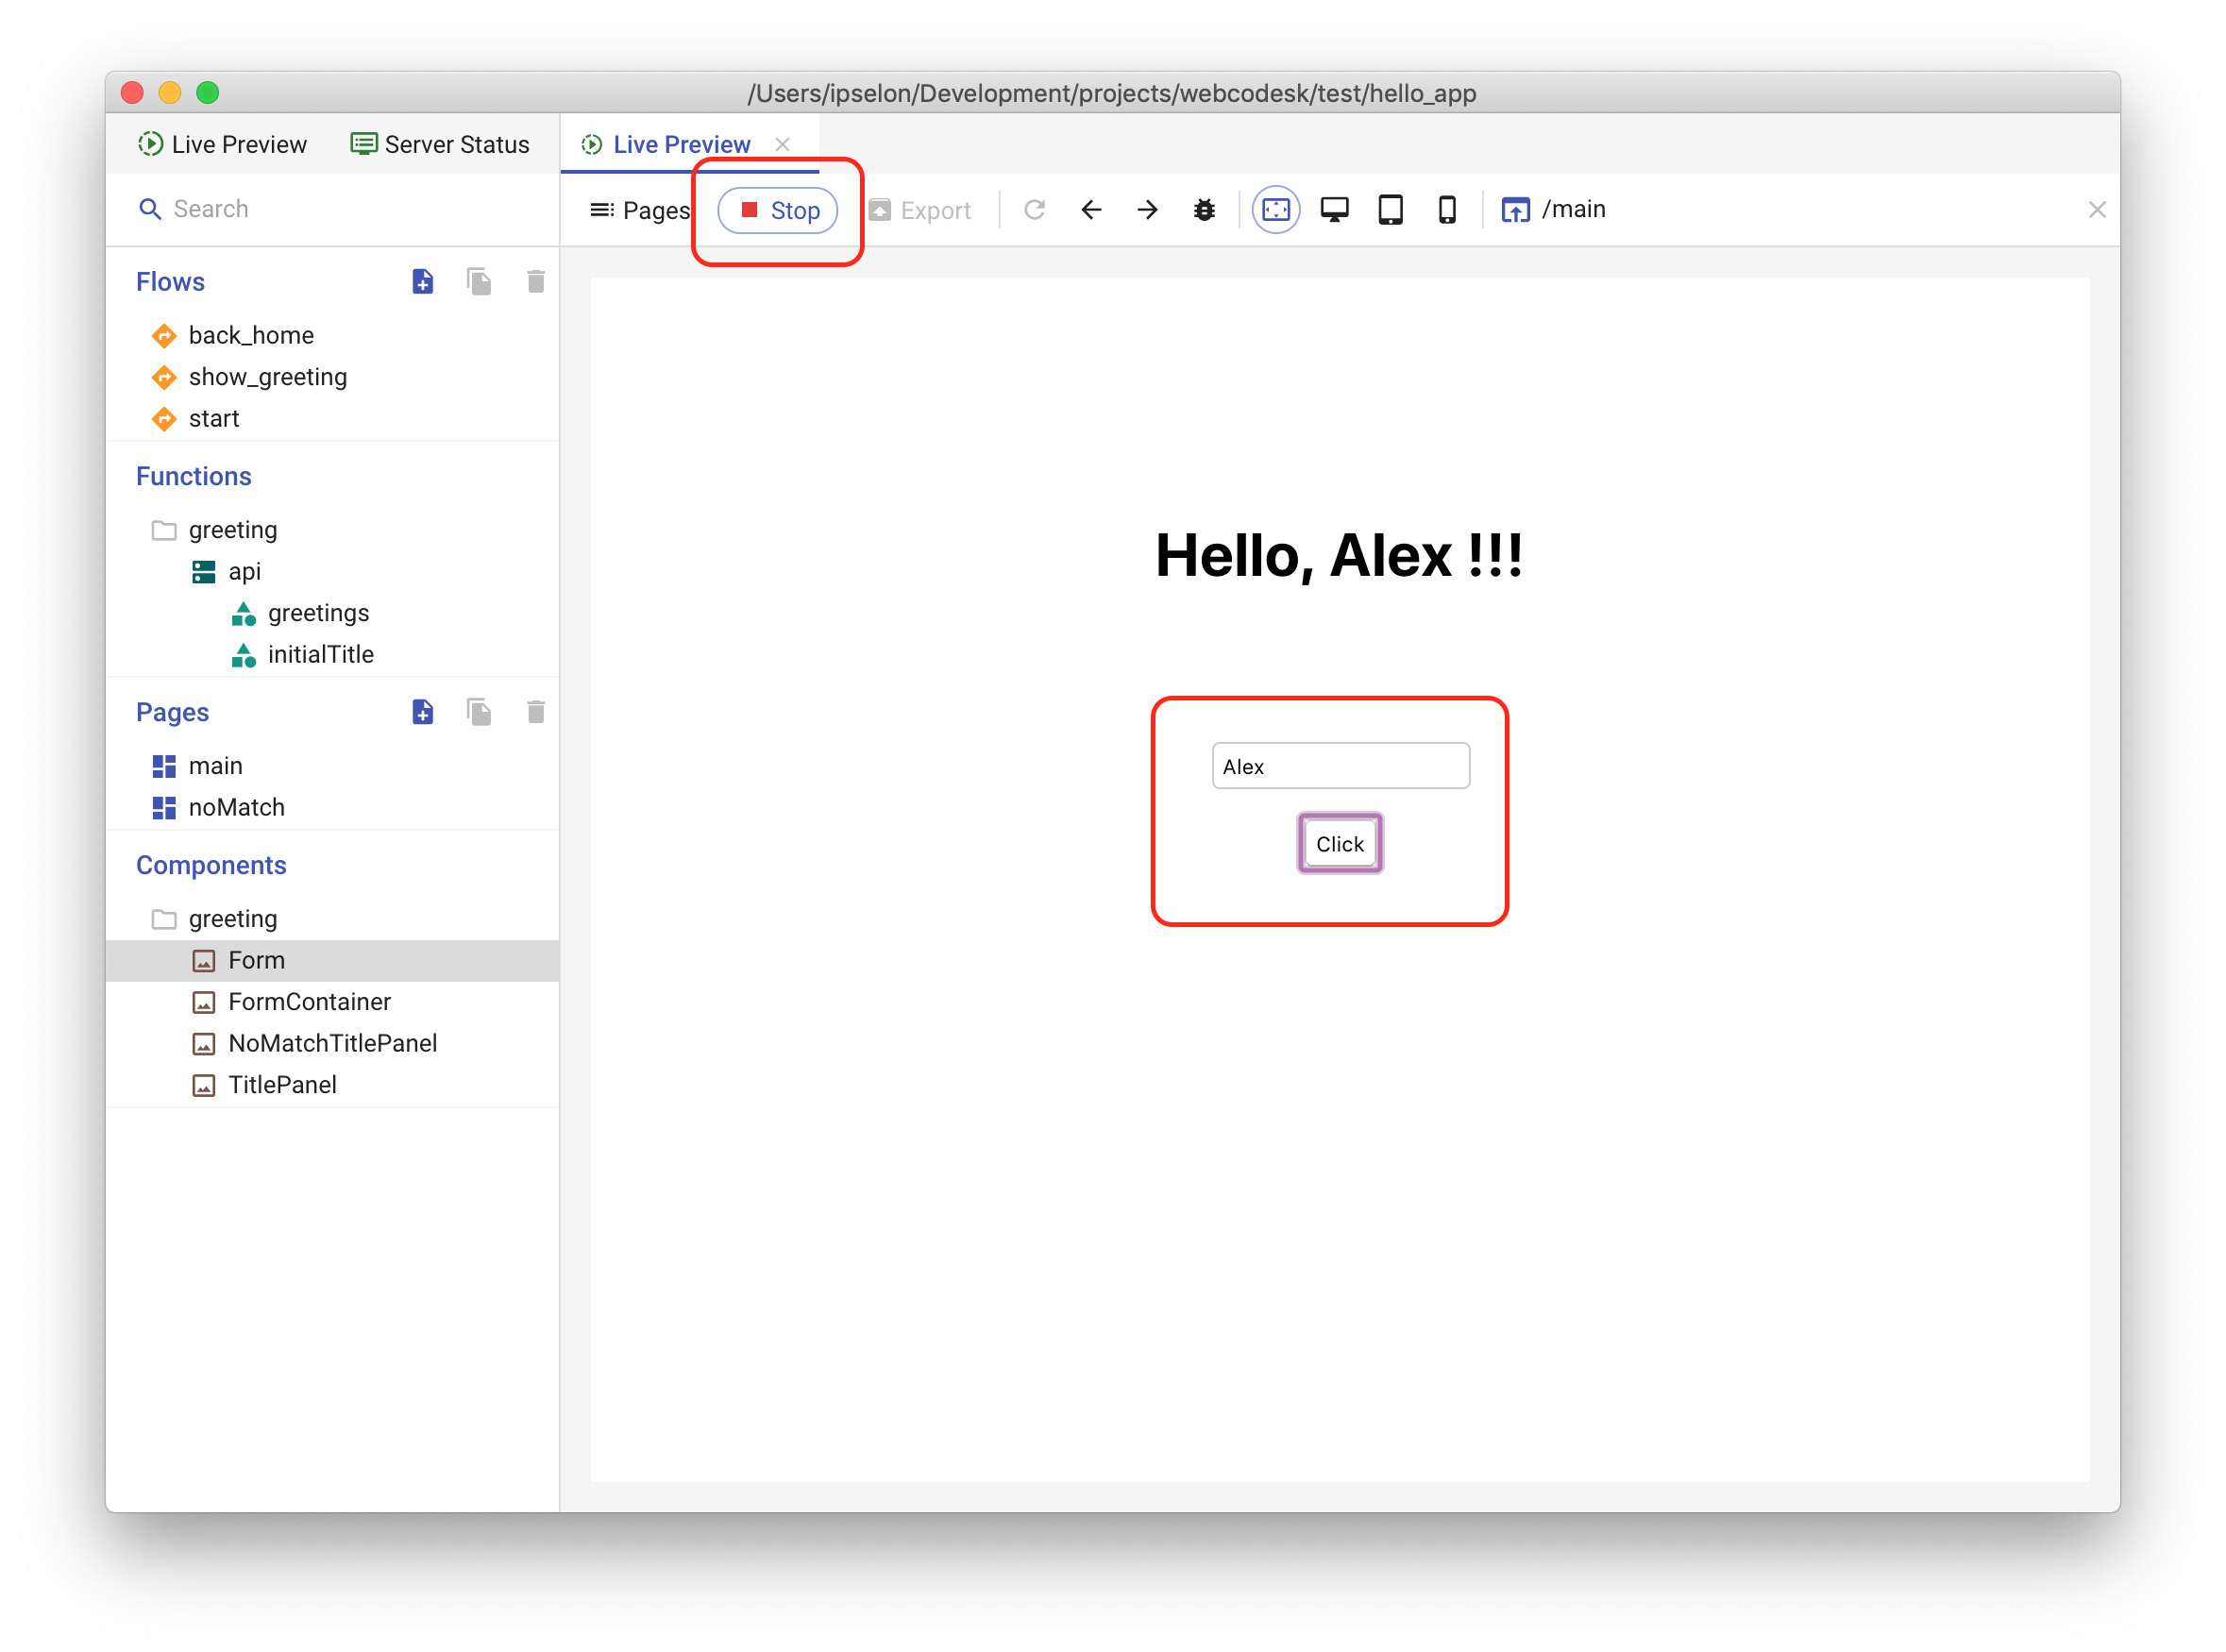 /Users/ipselon/Development/projects/webcodesk/test/hello_app
Live Preview
Server Status
Live Preview
Search
Pages
Stop
Export
/main
Flows
back_home
show_greeting
start
Functions
greeting
api
greetings
initialTitle
Pages
main
noMatch
Components
greeting
Form
FormContainer
NoMatchTitlePanel
TitlePanel
Hello, Alex !!!
Alex
Click